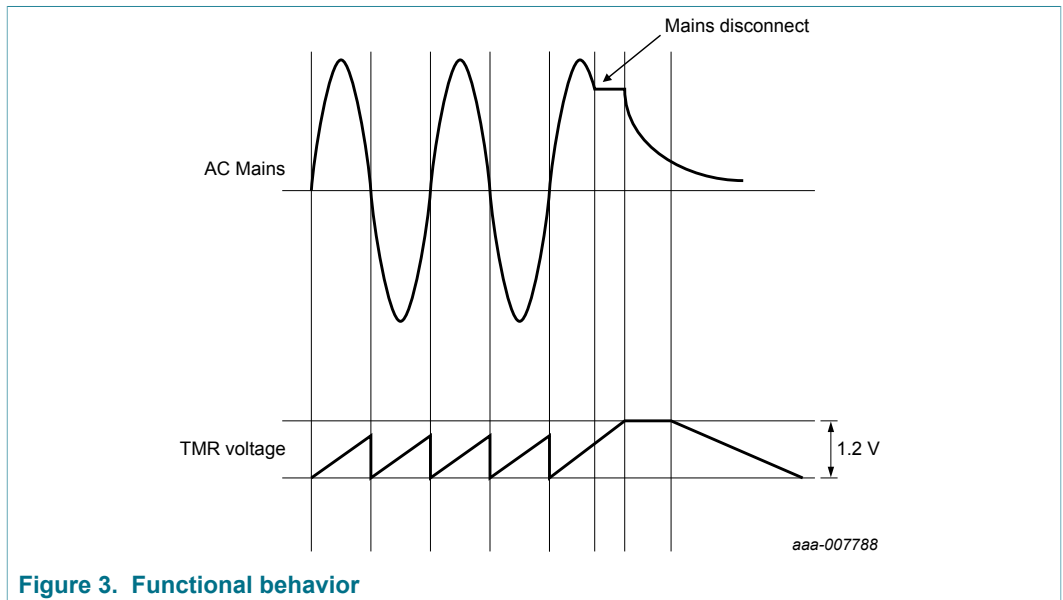 Mains disconnect
AC Mains
TMR voltage
1.2 V
aaa-007788
Figure 3. Functional behavior